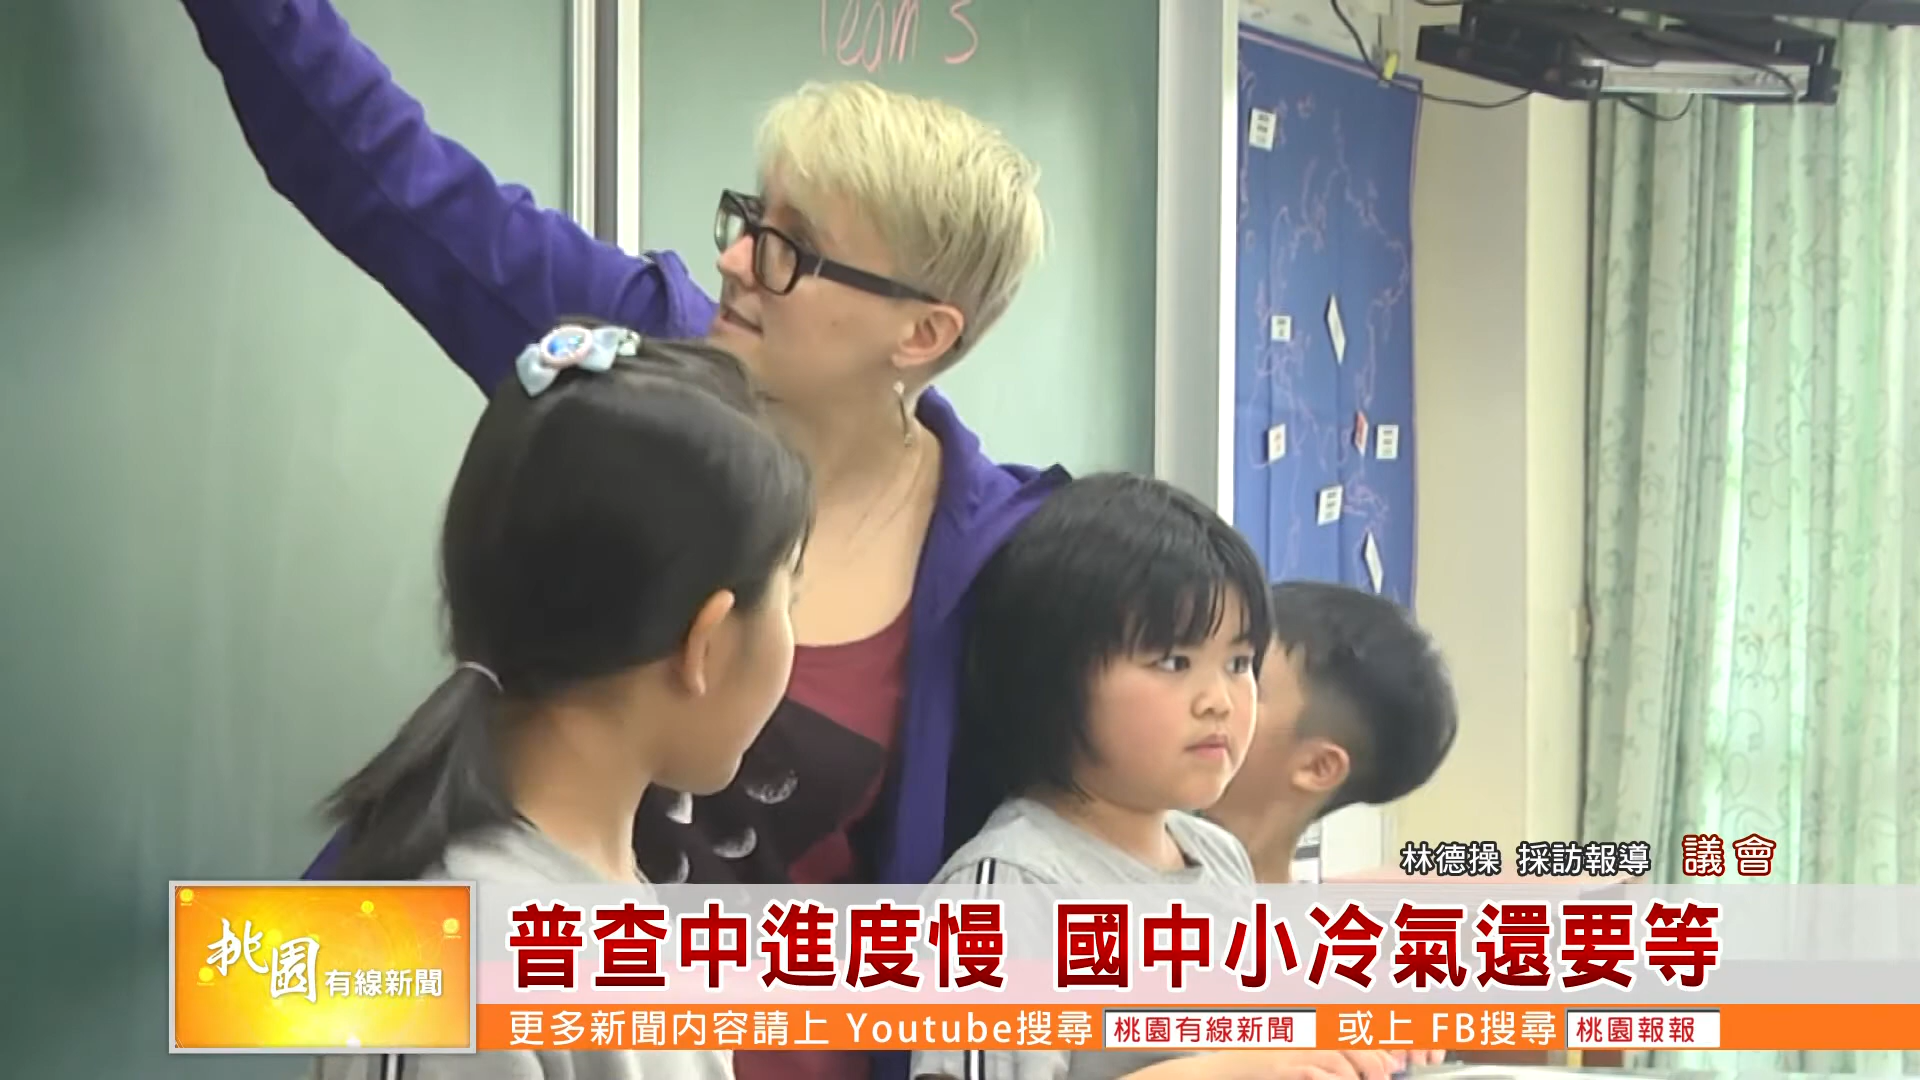 Team 3
林德操 採訪報導 議會
桃園有線新聞
普查中進度慢 國中小冷氣還要等
更多新聞內容請上 Youtube搜尋 桃園有線新聞 或上 FB搜尋 桃園報報